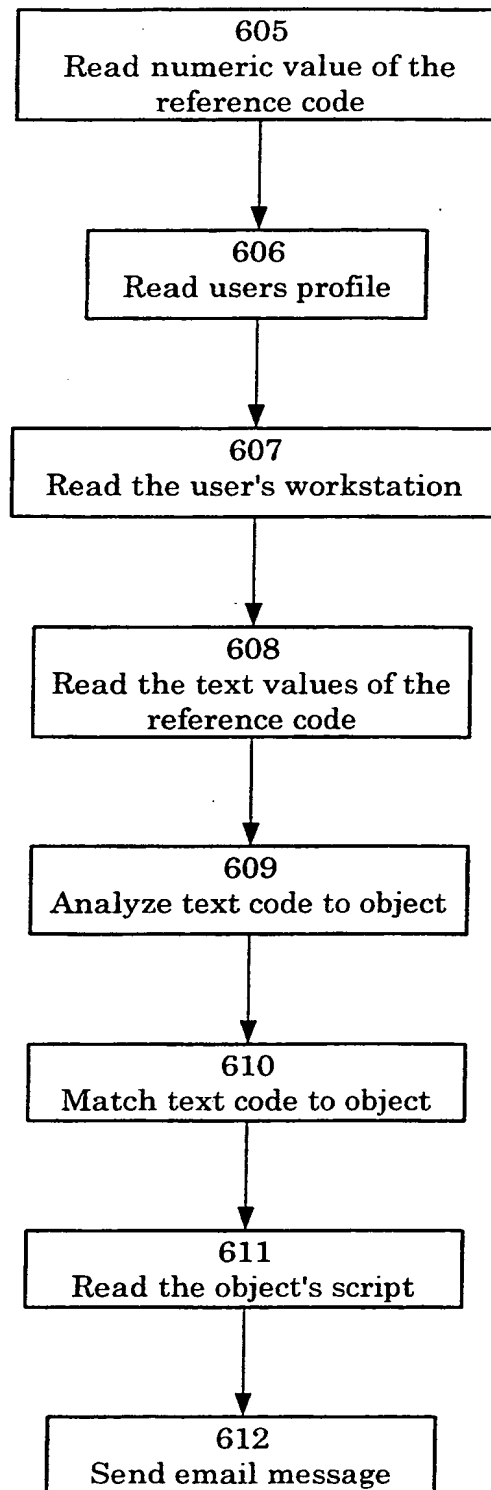 605
Read numeric value of the
reference code
606
Read users profile
607
Read the user's workstation
608
Read the text values of the
reference code
609
Analyze text code to object
610
Match text code to object
611
Read the object's script
612
Send email message